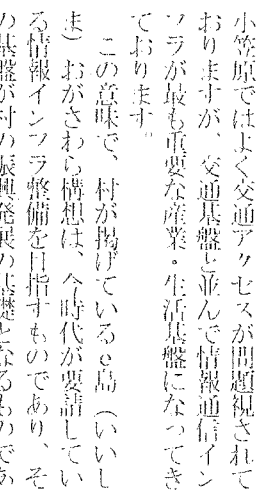 小笠原ではよく交通アクセスが問題視されて
おりますが、交通基盤と並んで情報通信イン
フラが最も重要な産業・生活基盤になってき
ております。
この意味で、村が掲げているe島（いいし
ま）おがさわら構想は、今時代が要請してい
る情報インフラ整備を目指すものであり、そ
の基盤が村の振興発展の基礎となるものであ